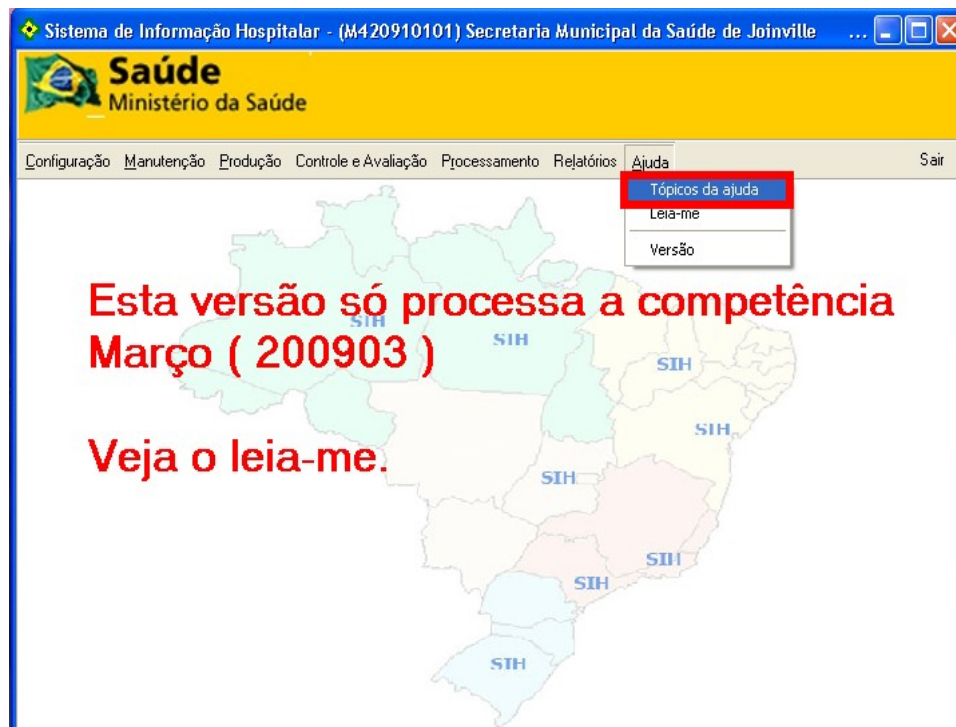 Sistema de Informação Hospitalar - (M420910101) Secretaria Municipal da Saúde de Joinville ...
Saúde
Ministério da Saúde
Configuração Manutenção Produção Controle e Avaliação Processamento Relatórios Ajuda Sair
Tópicos da ajuda
Leia-me
Versão
Esta versão só processa a competência
Março ( 200903 )
Veja o leia-me.
SIH
SIH
SIH
SIH
SIH
SIH
SIH
SIH